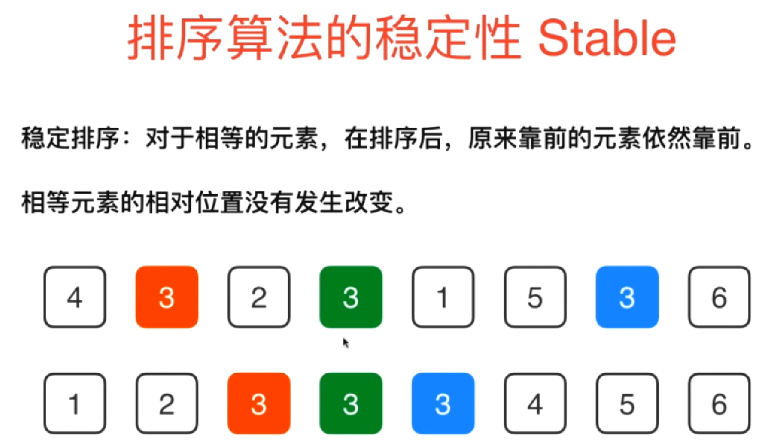 排序算法的稳定性 Stable
稳定排序：对于相等的元素，在排序后，原来靠前的元素依然靠前。
相等元素的相对位置没有发生改变。
4 3 2 3 1 5 3 6
1 2 3 3 3 4 5 6